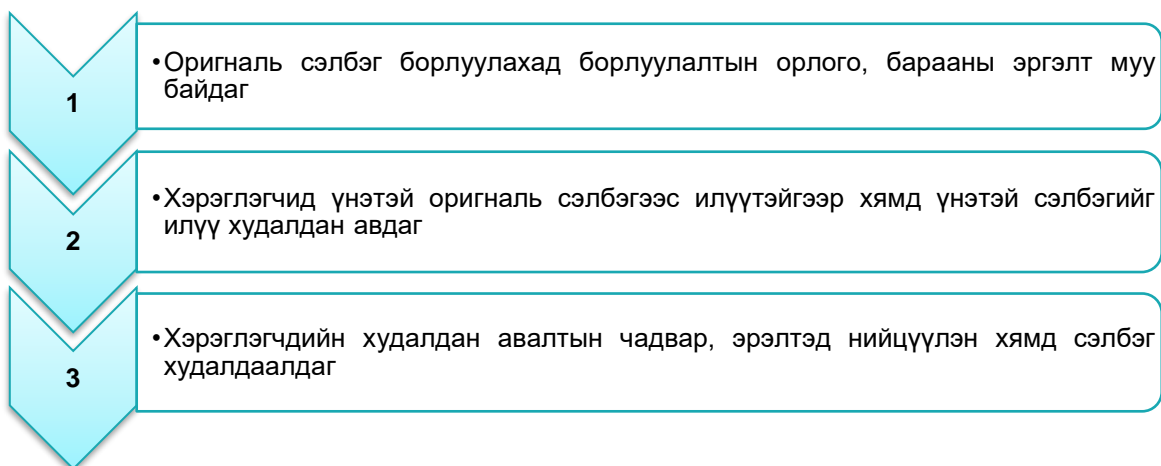 1
•Оригналь сэлбэг борлуулахад борлуулалтын орлого, барааны эргэлт муу
байдаг
2
•Хэрэглэгчид үнэтэй оригналь сэлбэгээс илүүтэйгээр хямд үнэтэй сэлбэгийг
илүү худалдан авдаг
3
•Хэрэглэгчдийн худалдан авалтын чадвар, эрэлтэд нийцүүлэн хямд сэлбэг
худалдаалдаг